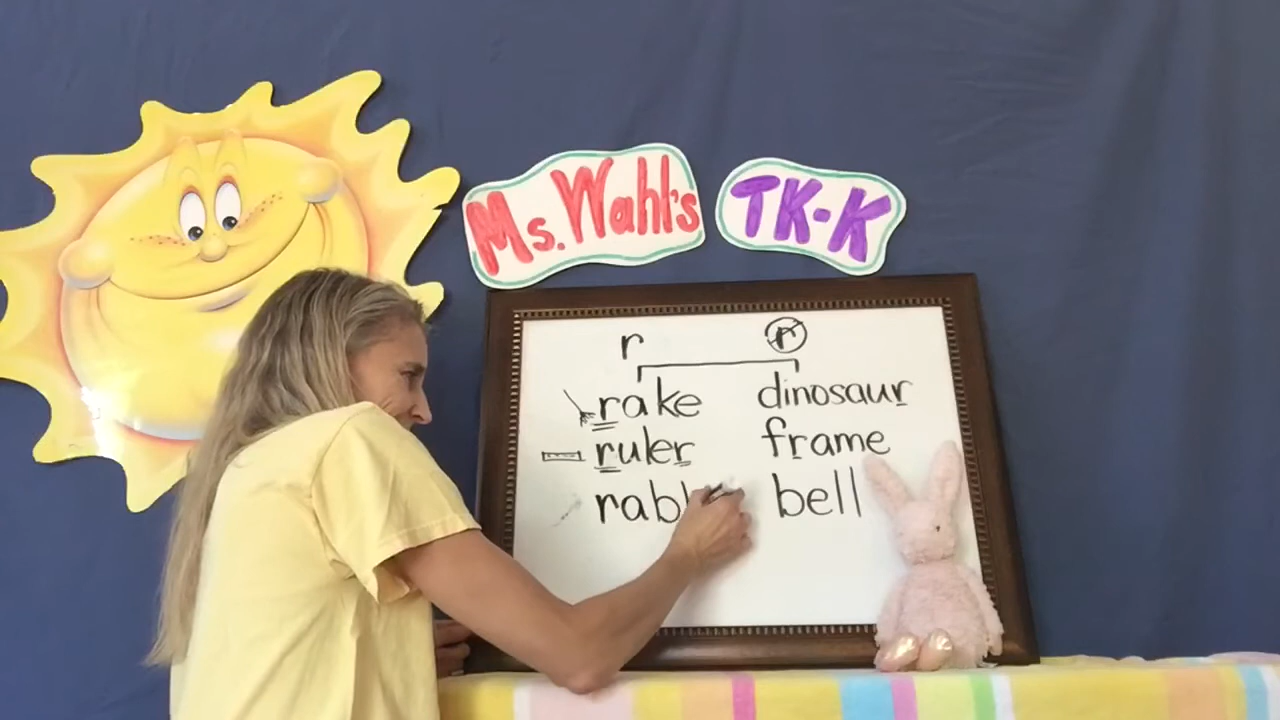 Ms. Wahl's
TK-K
r r
rake dinosaur
ruler frame
bell